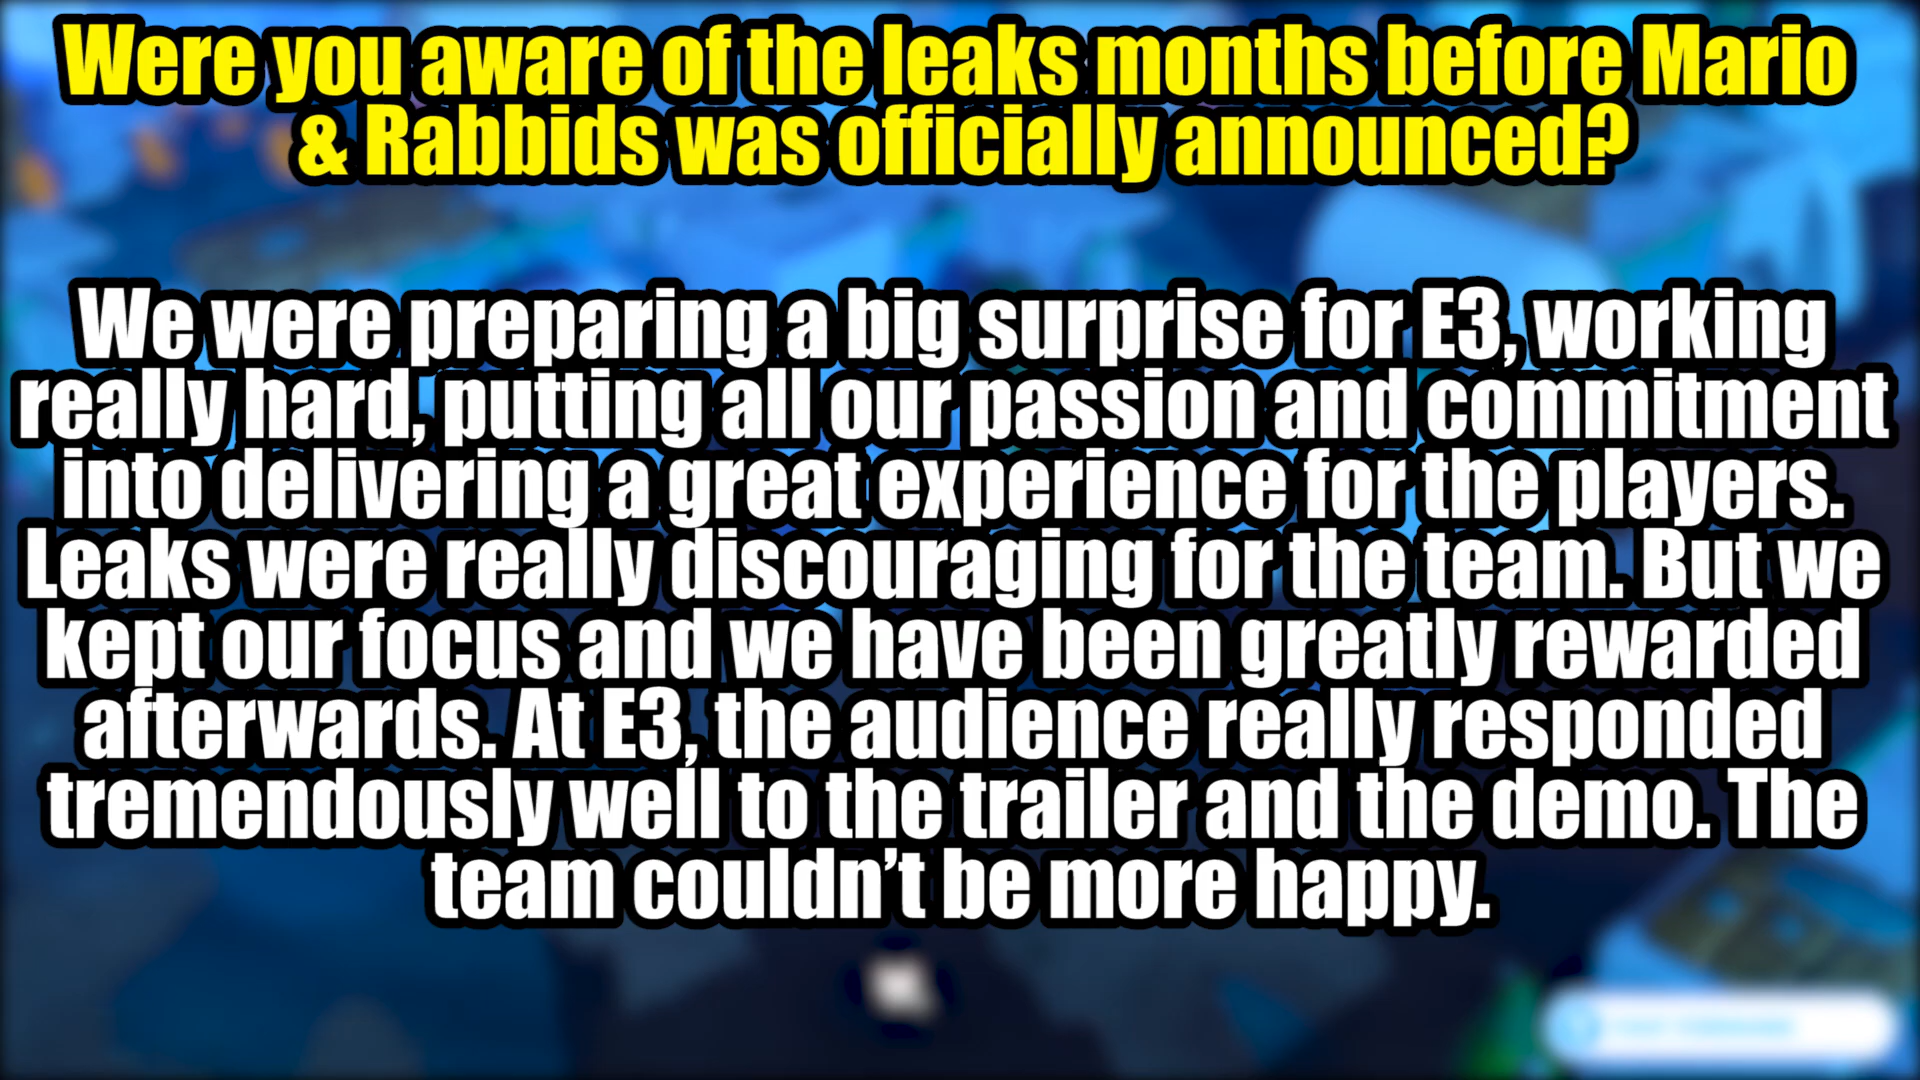 Were you aware of the leaks months before Mario
& Rabbids was officially announced?
We were preparing a big surprise for E3, working
really hard, putting all our passion and commitment
into delivering a great experience for the players.
Leaks were really discouraging for the team. But we
kept our focus and we have been greatly rewarded
afterwards. At E3, the audience really responded
tremendously well to the trailer and the demo. The
team couldn’t be more happy.